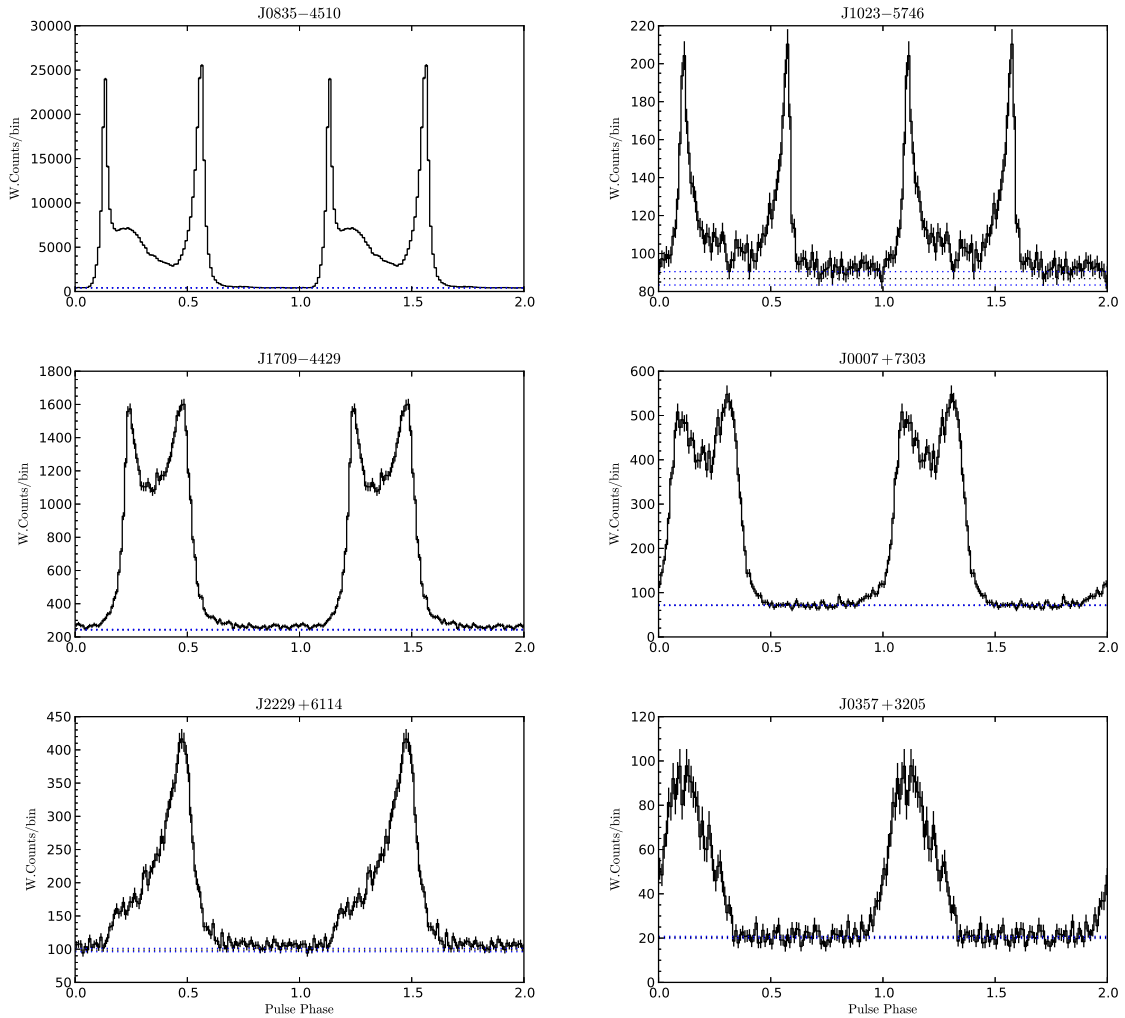 J0835−4510
W.Counts/bin
30000
25000
20000
15000
10000
5000
0
0.0 0.5 1.0 1.5 2.0
J1023−5746
W.Counts/bin
220
200
180
160
140
120
100
80
0.0 0.5 1.0 1.5 2.0
J1709−4429
W.Counts/bin
1800
1600
1400
1200
1000
800
600
400
200
0.0 0.5 1.0 1.5 2.0
J0007+7303
W.Counts/bin
600
500
400
300
200
100
0
0.0 0.5 1.0 1.5 2.0
J2229+6114
W.Counts/bin
450
400
350
300
250
200
150
100
50
0.0 0.5 1.0 1.5 2.0
Pulse Phase
J0357+3205
W.Counts/bin
120
100
80
60
40
20
0
0.0 0.5 1.0 1.5 2.0
Pulse Phase